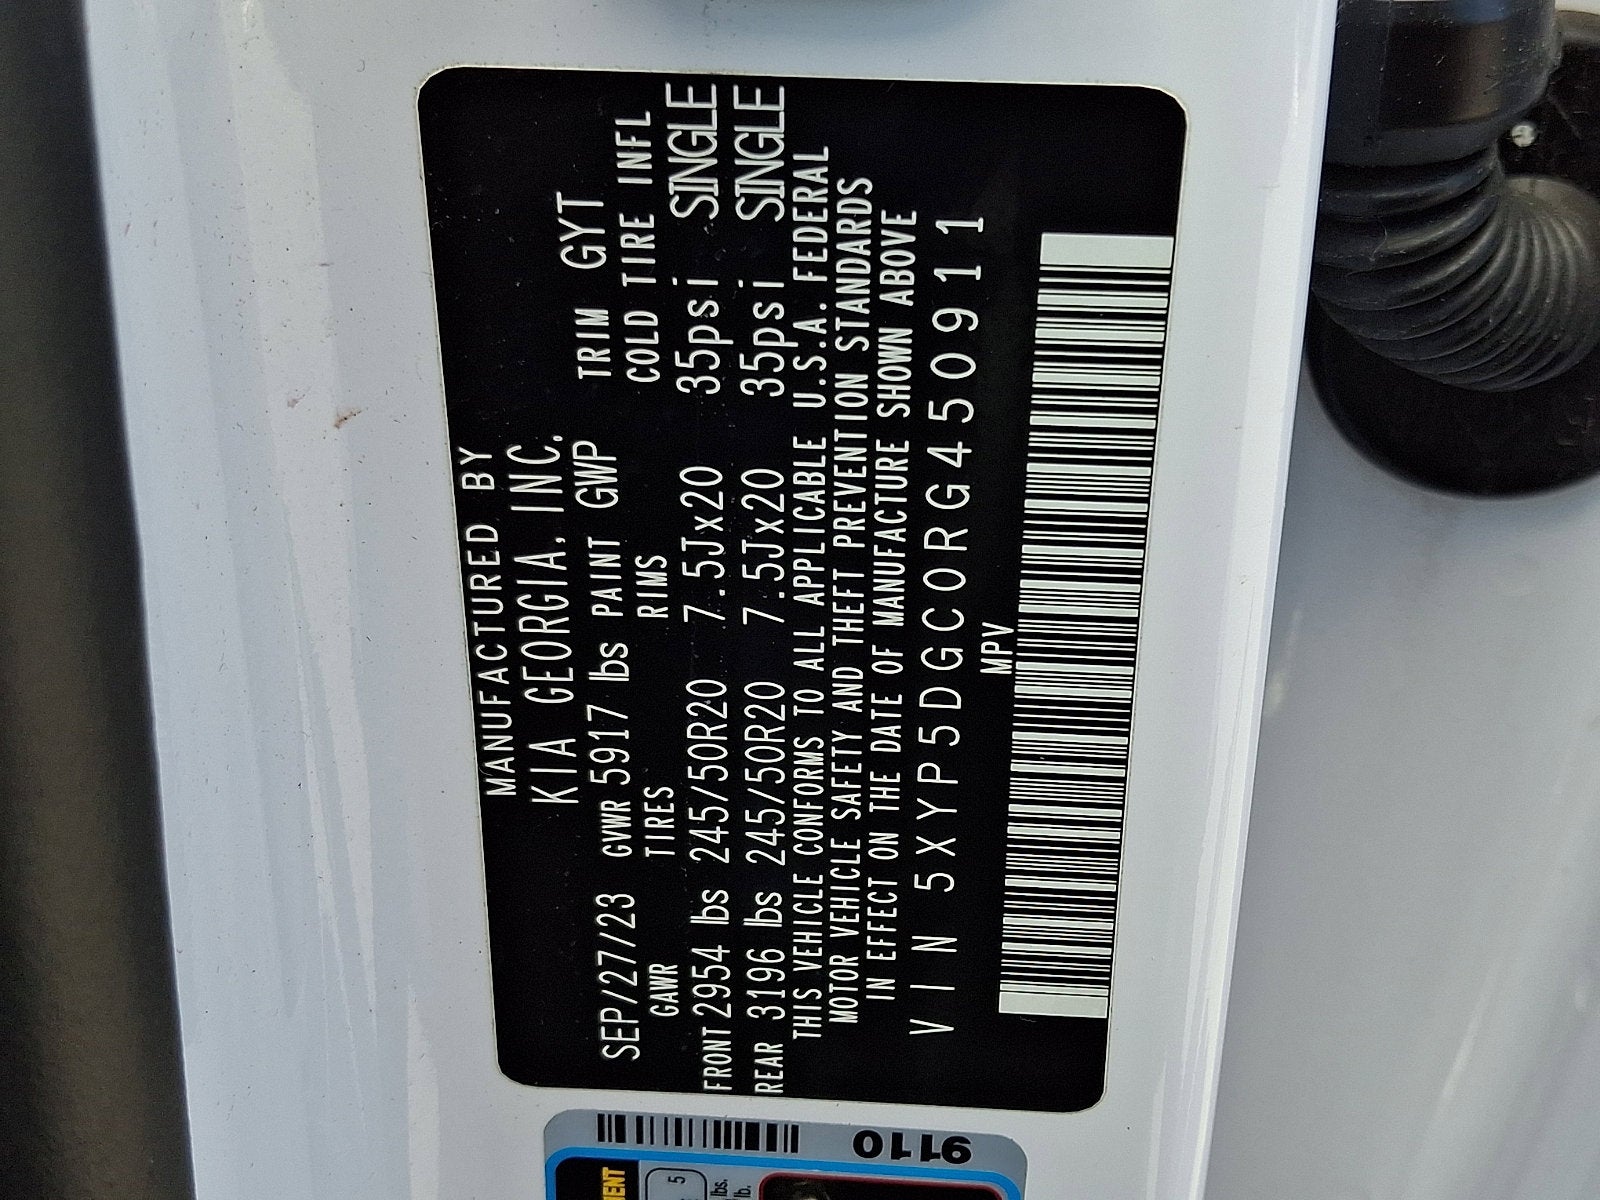 MANUFACTURED BY
KIA GEORGIA, INC.
SEP/27/23 GVWR 5917 lbs PAINT GWP TRIM GYT
GAWR TIRES RIMS COLD TIRE INFL
FRONT 2954 lbs 245/50R20 7.5Jx20 35psi SINGLE
REAR 3196 lbs 245/50R20 7.5Jx20 35psi SINGLE
THIS VEHICLE CONFORMS TO ALL APPLICABLE U.S.A. FEDERAL
MOTOR VEHICLE SAFETY AND THEFT PREVENTION STANDARDS
IN EFFECT ON THE DATE OF MANUFACTURE SHOWN ABOVE
VIN 5XYP5DGC0RG450911
MPV
9110
5
lbs.
lb.